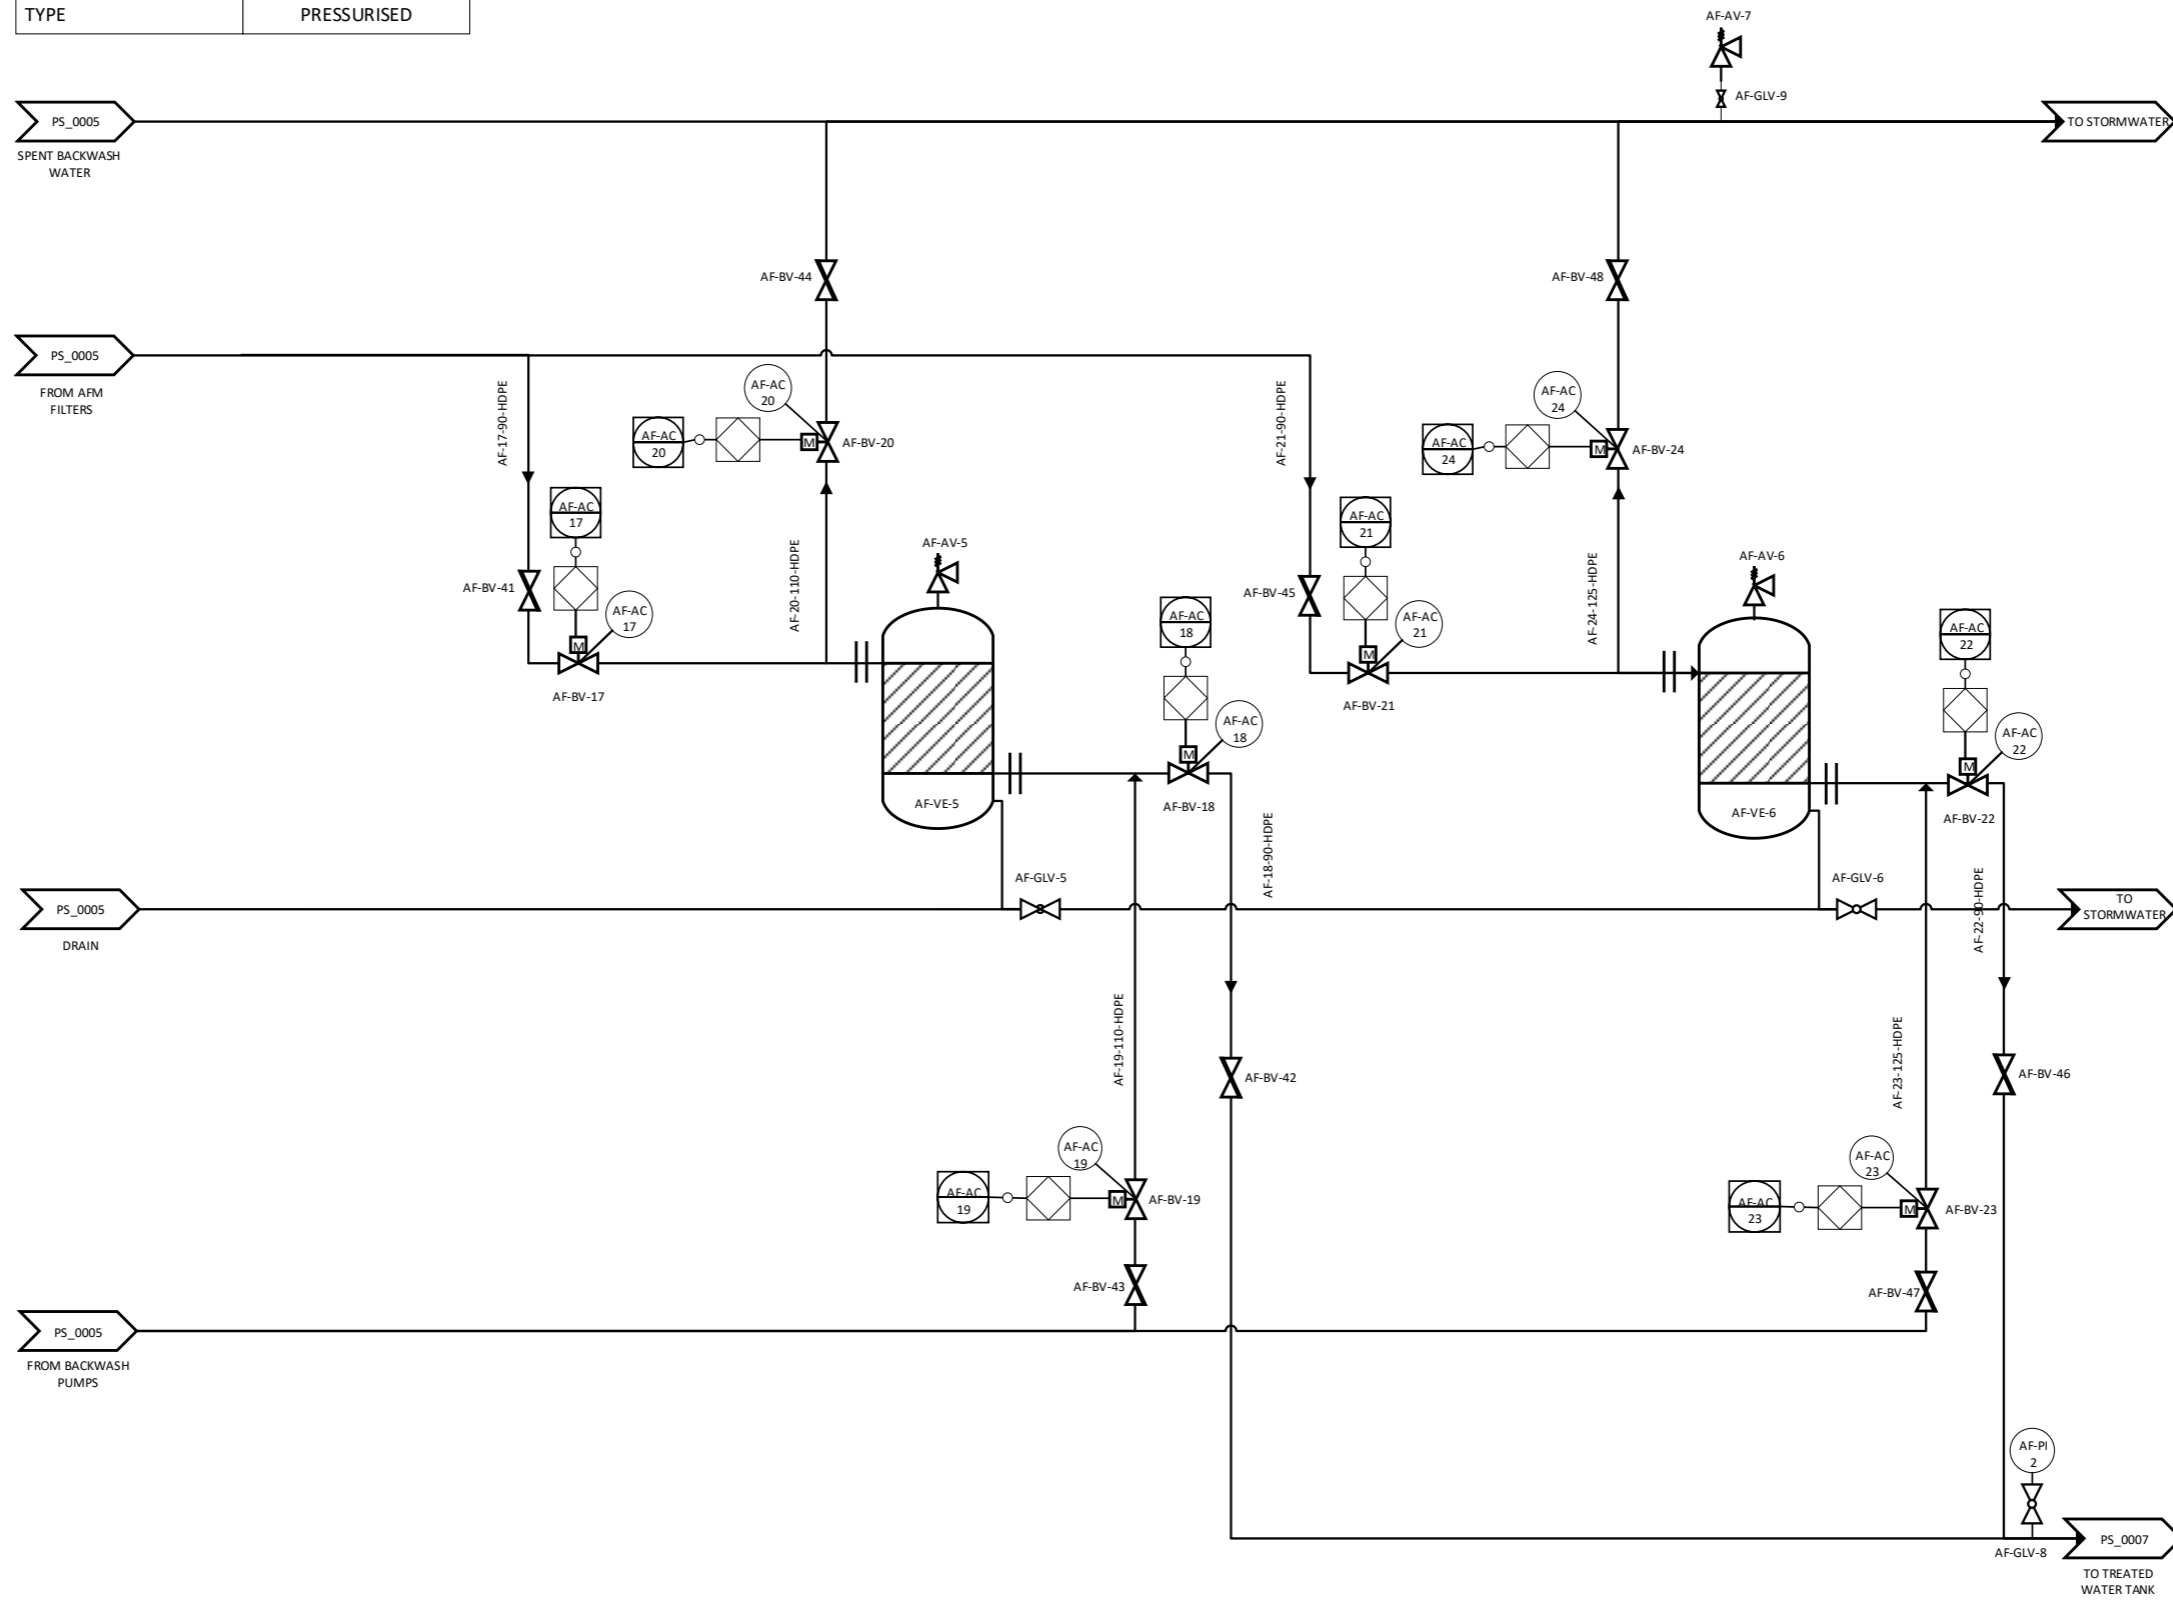 TYPE PRESSURISED
AF-AV-7
AF-GLV-9
PS_0005
TO STORMWATER
SPENT BACKWASH
WATER
AF-BV-44
AF-BV-48
PS_0005
FROM AFM
FILTERS
AF-17-90-HDPE
AF-AC
20
AF-AC
20
M
AF-BV-20
AF-21-90-HDPE
AF-AC
24
AF-AC
24
M
AF-BV-24
AF-AC
17
AF-BV-41
AF-AC
17
M
AF-BV-17
AF-20-110-HDPE
AF-AV-5
AF-AC
21
AF-BV-45
AF-AC
21
M
AF-BV-21
AF-24-125-HDPE
AF-AV-6
AF-AC
18
AF-AC
18
M
AF-BV-18
AF-AC
22
AF-AC
22
M
AF-BV-22
AF-VE-5
AF-VE-6
AF-18-90-HDPE
AF-22-90-HDPE
PS_0005
DRAIN
AF-GLV-5
AF-GLV-6
TO
STORMWATER
AF-19-110-HDPE
AF-BV-42
AF-23-125-HDPE
AF-BV-46
AF-AC
19
AF-AC
19
M
AF-BV-19
AF-AC
23
AF-AC
23
M
AF-BV-23
AF-BV-43
AF-BV-47
PS_0005
FROM BACKWASH
PUMPS
AF-PI
2
AF-GLV-8
PS_0007
TO TREATED
WATER TANK